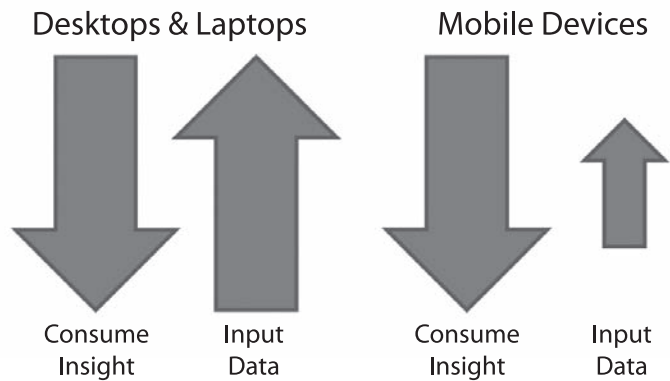 Desktops & Laptops
Mobile Devices
Consume
Insight
Input
Data
Consume
Insight
Input
Data